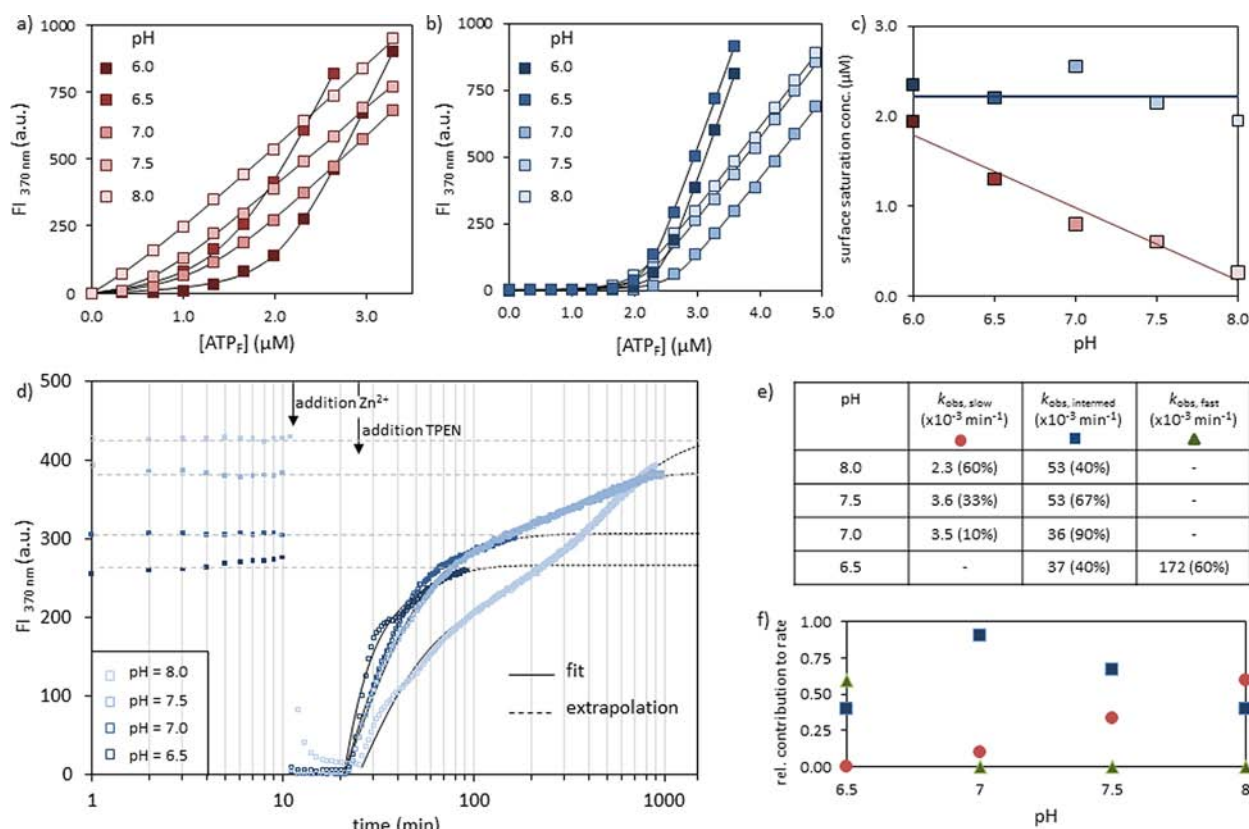 a)
1000
750
500
250
0
FI 370 nm (a.u.)
pH
6.0
6.5
7.0
7.5
8.0
0.0 1.0 2.0 3.0
[ATPF] (μM)
b)
1000
750
500
250
0
FI 370 nm (a.u.)
pH
6.0
6.5
7.0
7.5
8.0
0.0 1.0 2.0 3.0 4.0 5.0
[ATPF] (μM)
c)
3.0
2.0
1.0
0.0
surface saturation conc. (μM)
6.0 6.5 7.0 7.5 8.0
pH
d)
500
400
300
200
100
0
FI 370 nm (a.u.)
addition Zn2+
addition TPEN
pH = 8.0
pH = 7.5
pH = 7.0
pH = 6.5
fit
extrapolation
1 10 100 1000
time (min)
e)
pH kobs, slow kobs, intermed kobs, fast
(x10-3 min-1) (x10-3 min-1) (x10-3 min-1)
8.0 2.3 (60%) 53 (40%) -
7.5 3.6 (33%) 53 (67%) -
7.0 3.5 (10%) 36 (90%) -
6.5 - 37 (40%) 172 (60%)
f)
1.00
0.75
0.50
0.25
0.00
rel. contribution to rate
6.5 7 7.5 8
pH